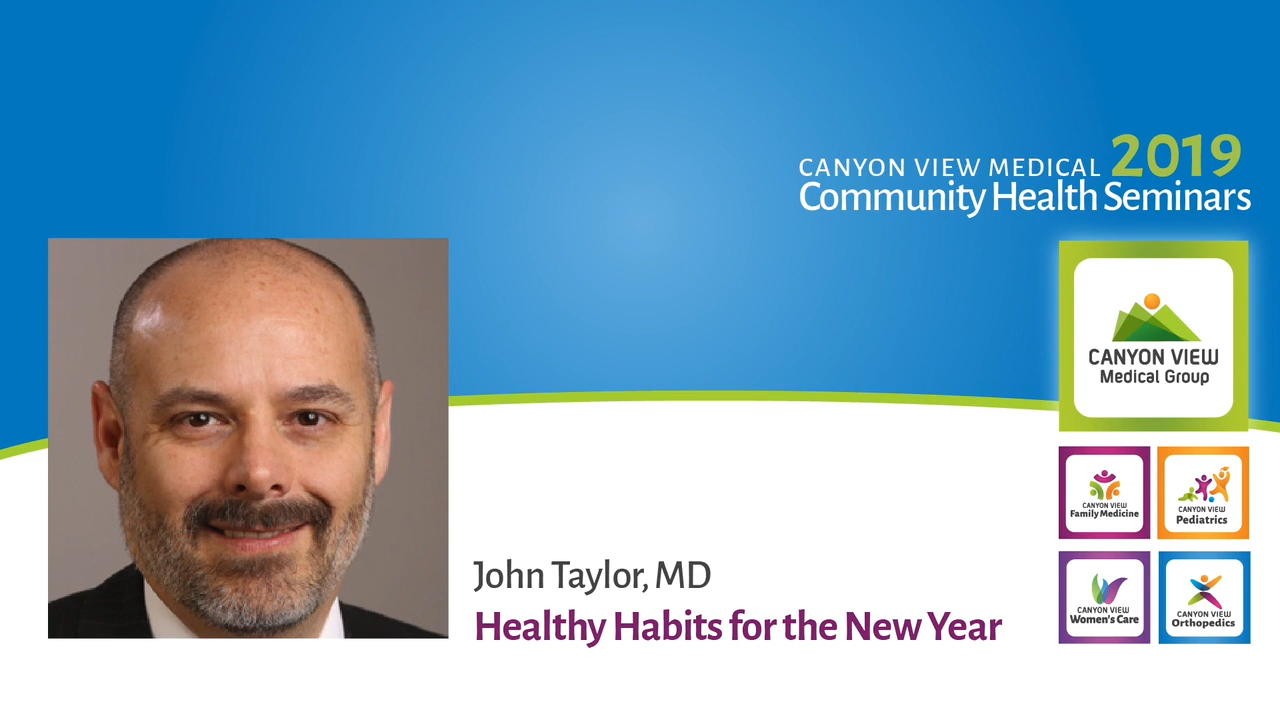 CANYON VIEW MEDICAL 2019
Community Health Seminars
CANYON VIEW
Medical Group
CANYON VIEW
Family Medicine
CANYON VIEW
Pediatrics
CANYON VIEW
Women's Care
CANYON VIEW
Orthopedics
John Taylor, MD
Healthy Habits for the New Year